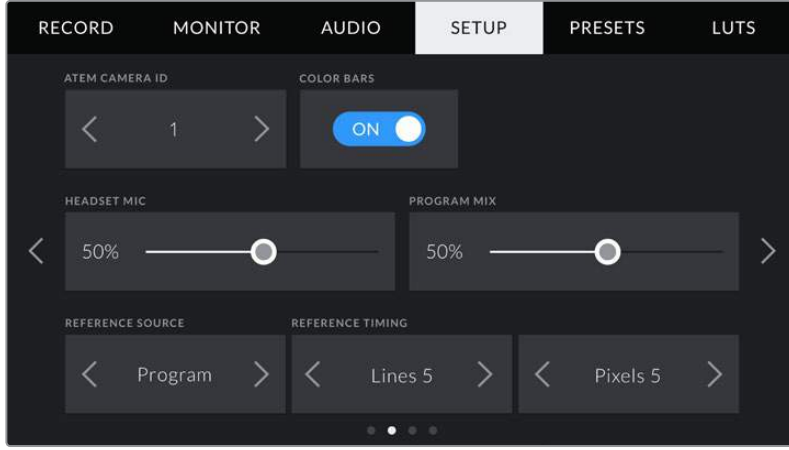 RECORD MONITOR AUDIO SETUP PRESETS LUTS
ATEM CAMERA ID COLOR BARS
1 ON
HEADSET MIC PROGRAM MIX
50% 50%
REFERENCE SOURCE REFERENCE TIMING
Program Lines 5 Pixels 5